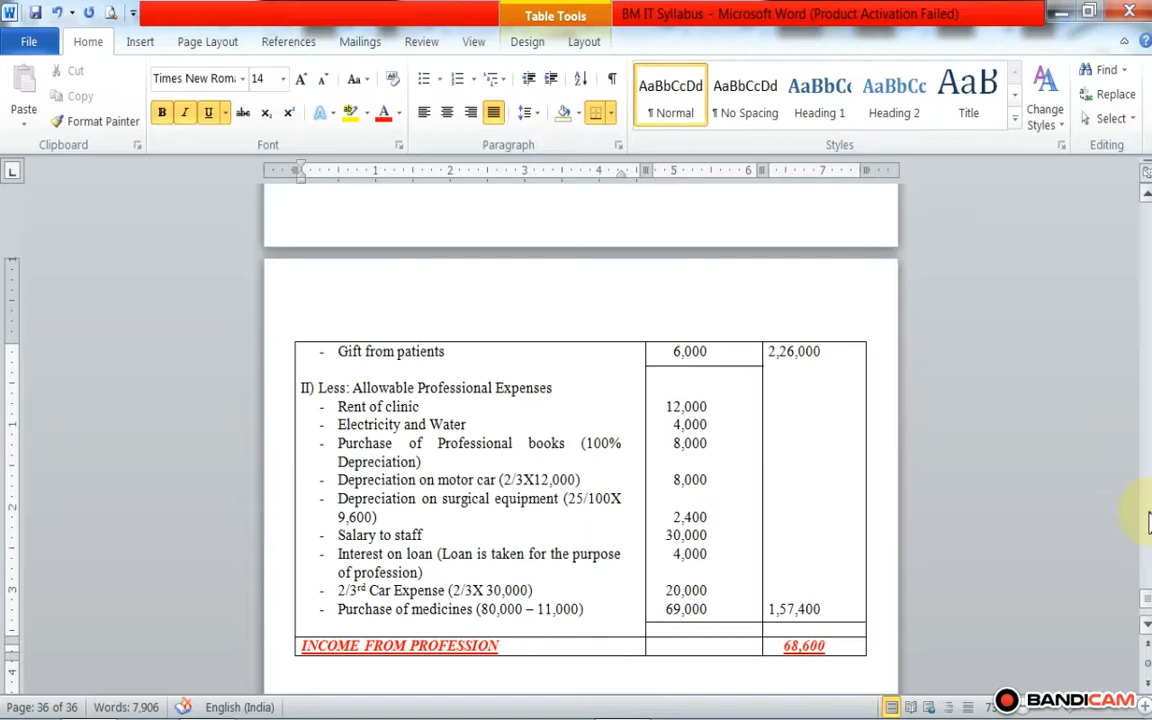 Table Tools
BM IT Syllabus - Microsoft Word (Product Activation Failed)
File Home Insert Page Layout References Mailings Review View Design Layout
Paste
Cut
Copy
Format Painter
Clipboard
Times New Rom 14
Font
Paragraph
AaBbCcDd AaBbCcDd AaBbCc AaBbCc AaB
¶ Normal ¶ No Spacing Heading 1 Heading 2 Title
Change Styles
Styles
Find
Replace
Select
Editing
1 2 3 4 5 6 7
- Gift from patients 6,000 2,26,000
II) Less: Allowable Professional Expenses
- Rent of clinic 12,000
- Electricity and Water 4,000
- Purchase of Professional books (100% 8,000
Depreciation)
- Depreciation on motor car (2/3X12,000) 8,000
- Depreciation on surgical equipment (25/100X
9,600) 2,400
- Salary to staff 30,000
- Interest on loan (Loan is taken for the purpose 4,000
of profession)
- 2/3rd Car Expense (2/3X 30,000) 20,000
- Purchase of medicines (80,000 – 11,000) 69,000 1,57,400
INCOME FROM PROFESSION 68,600
Page: 36 of 36 Words: 7,906 English (India)
BANDICAM